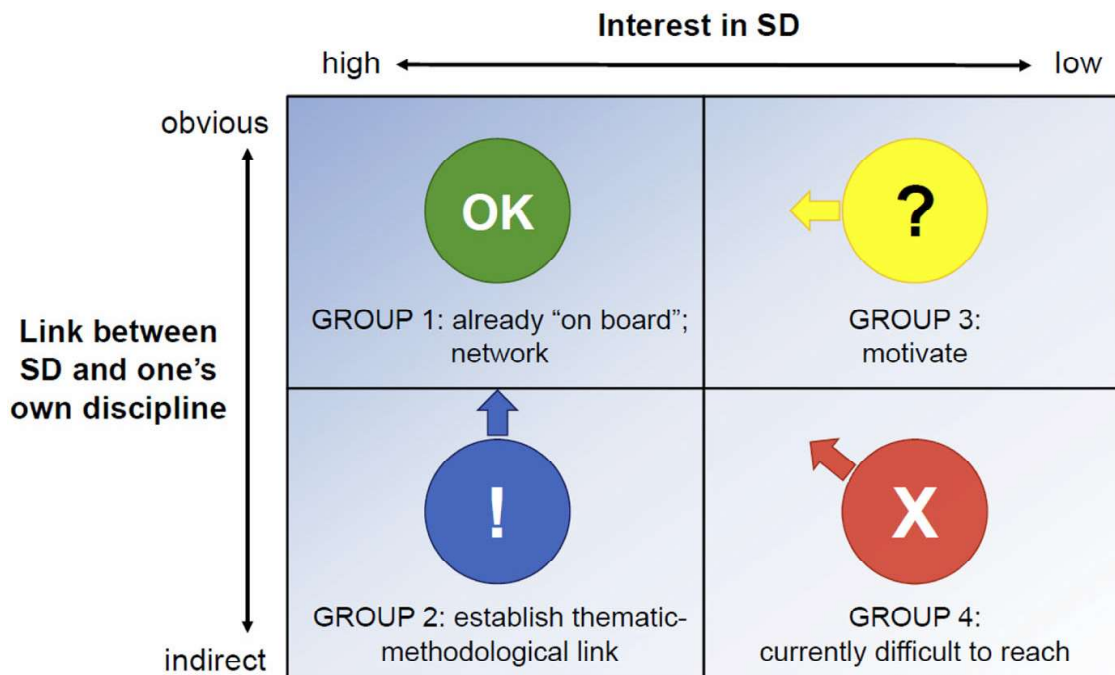 Interest in SD
high
low
obvious
Link between
SD and one’s
own discipline
indirect
OK
GROUP 1: already “on board”;
network
?
GROUP 3:
motivate
!
GROUP 2: establish thematic-
methodological link
X
GROUP 4:
currently difficult to reach